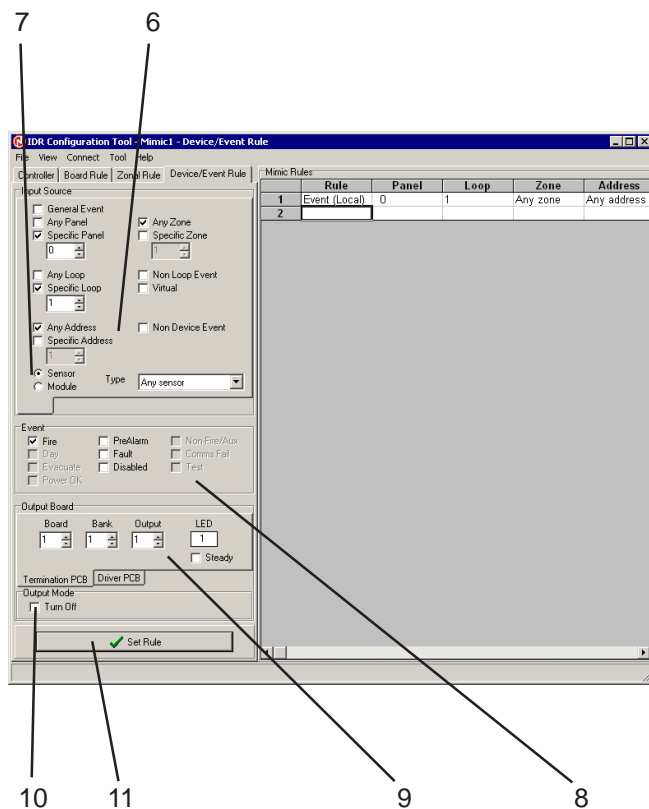 7 6
IDR Configuration Tool - Mimic1 - Device/Event Rule
File View Connect Tool Help
Controller Board Rule Zonal Rule Device/Event Rule
Input Source
General Event
Any Panel Any Zone
Specific Panel Specific Zone
0 1
Any Loop Non Loop Event
Specific Loop Virtual
1
Any Address Non Device Event
Specific Address
1
Sensor
Module Type Any sensor
Event
Fire PreAlarm Non-Fire/Aux
Day Fault Comms Fail
Evacuate Disabled Test
Power OK
Output Board
Board Bank Output LED
1 1 1 1
Steady
Termination PCB Driver PCB
Output Mode
Turn Off
Set Rule
Mimic Rules
Rule Panel Loop Zone Address
1 Event (Local) 0 1 Any zone Any address
2
10 11 9 8